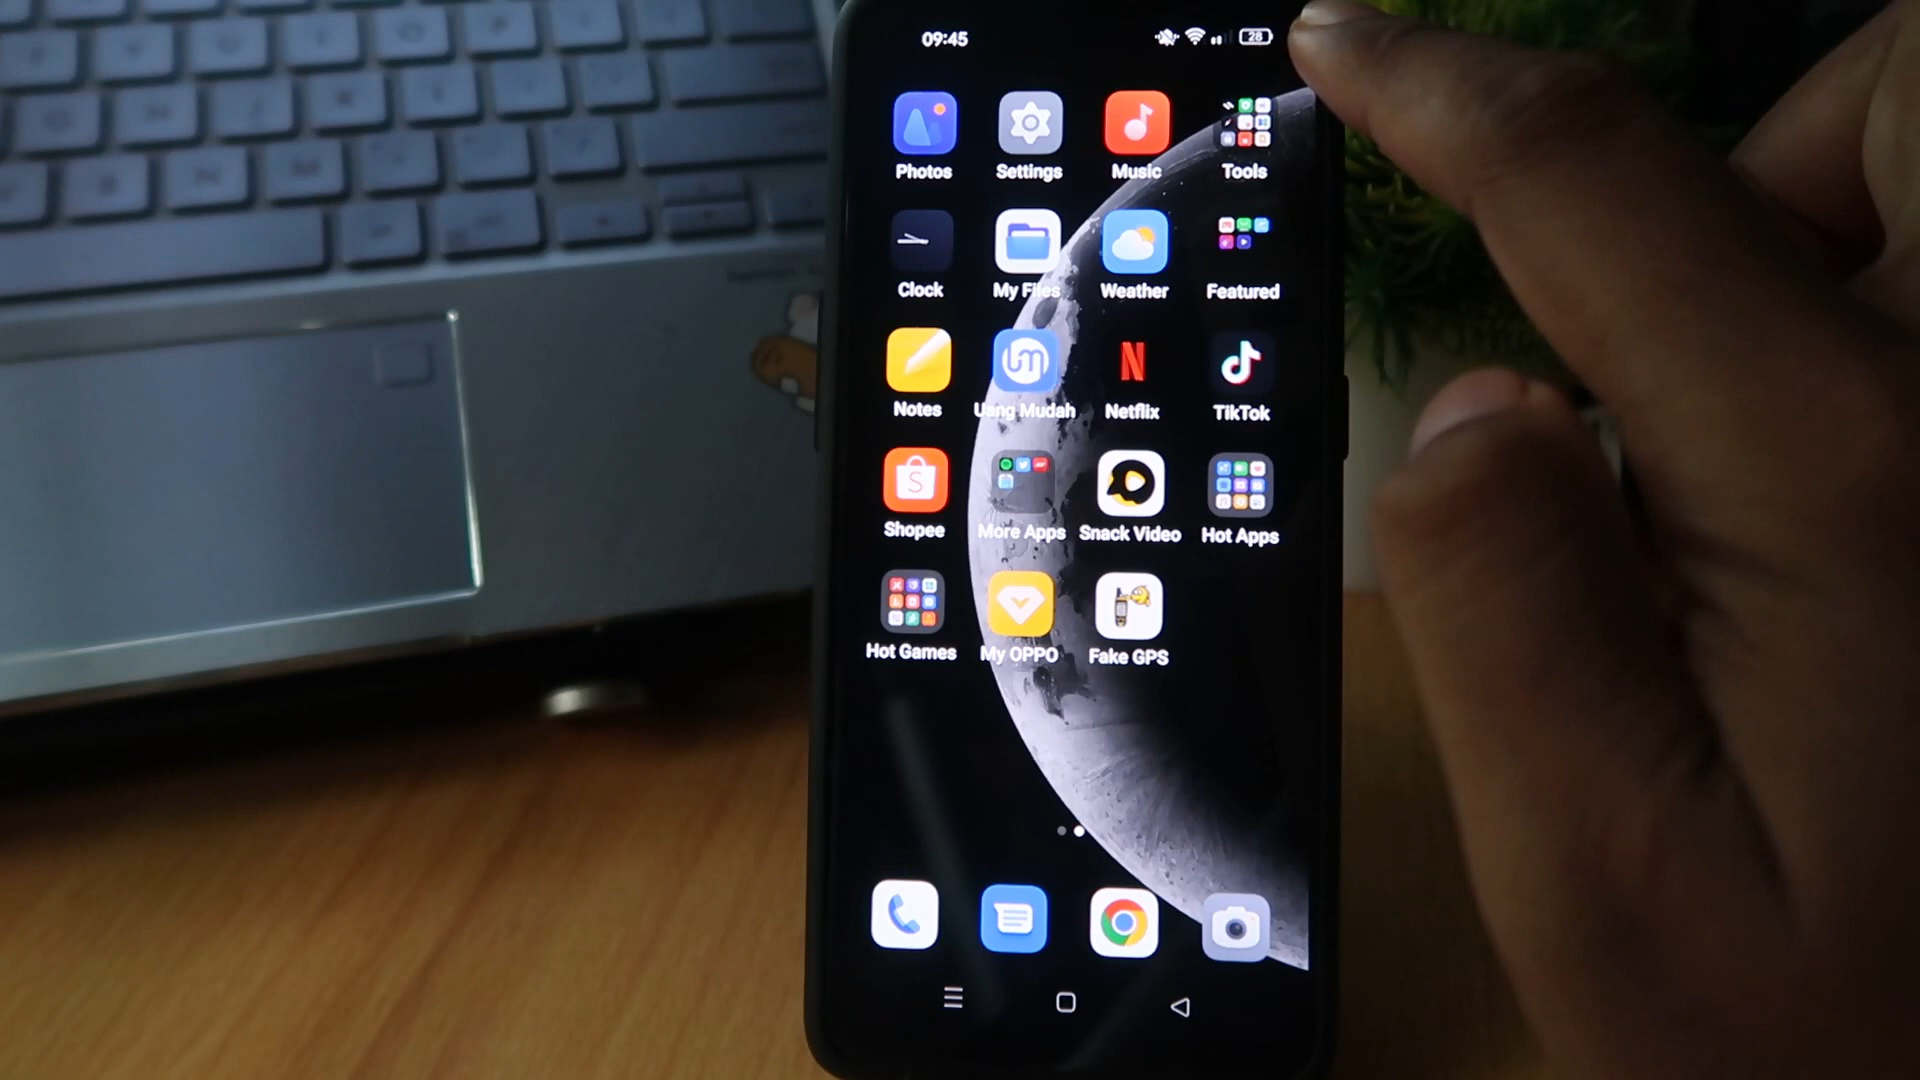 09:45
28
Photos
Settings
Music
Tools
Clock
My Files
Weather
Featured
Notes
Uang Mudah
Netflix
TikTok
Shopee
More Apps
Snack Video
Hot Apps
Hot Games
My OPPO
Fake GPS